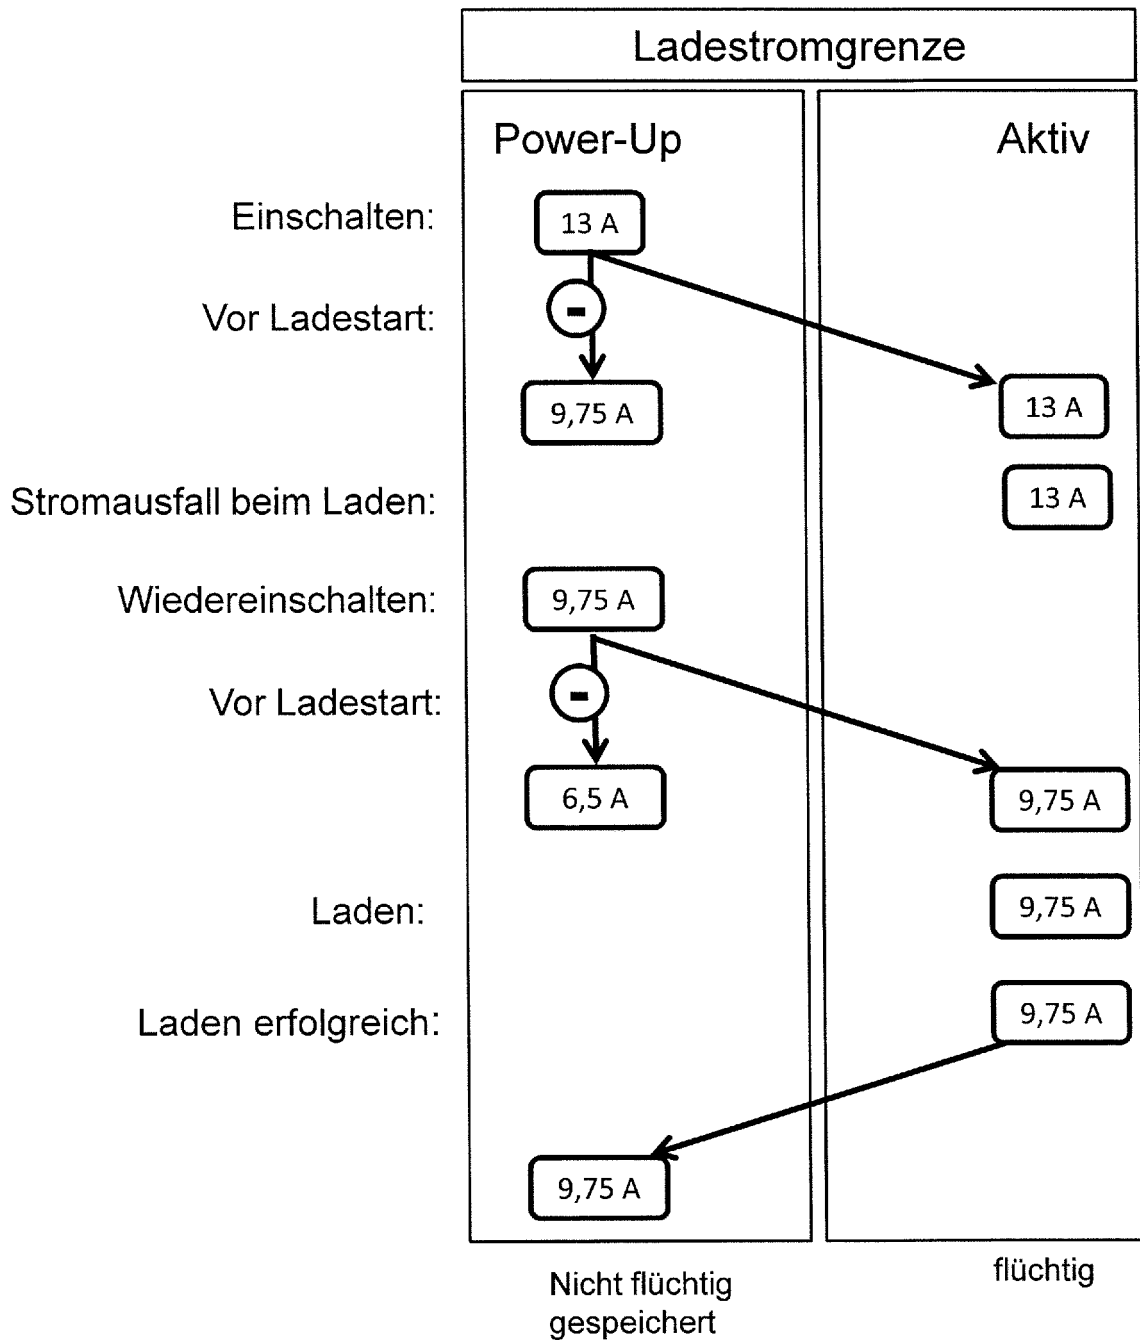 Ladestromgrenze
Power-Up
Aktiv
Einschalten:
13 A
Vor Ladestart:
-
9,75 A
13 A
Stromausfall beim Laden:
13 A
Wiedereinschalten:
9,75 A
Vor Ladestart:
-
6,5 A
9,75 A
Laden:
9,75 A
Laden erfolgreich:
9,75 A
9,75 A
Nicht flüchtig
gespeichert
flüchtig